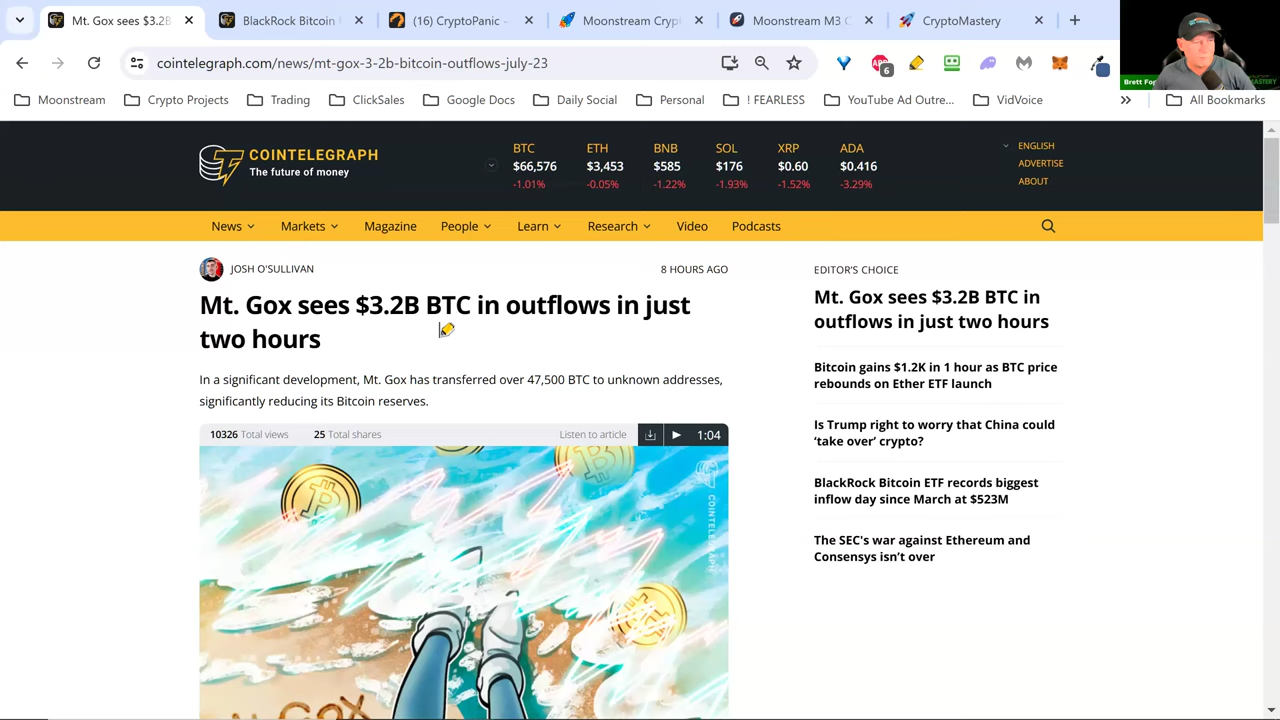 Mt. Gox sees $3.2B
BlackRock Bitcoin
(16) CryptoPanic -
Moonstream Cryp
Moonstream M3 C
CryptoMastery
cointelegraph.com/news/mt-gox-3-2b-bitcoin-outflows-july-23
6
Brett For
MASTERY
Moonstream
Crypto Projects
Trading
ClickSales
Google Docs
Daily Social
Personal
! FEARLESS
YouTube Ad Outre...
VidVoice
All Bookmarks
COINTELEGRAPH
The future of money
BTC ETH BNB SOL XRP ADA
$66,576 $3,453 $585 $176 $0.60 $0.416
-1.01% -0.05% -1.22% -1.93% -1.52% -3.29%
ENGLISH
ADVERTISE
ABOUT
News Markets Magazine People Learn Research Video Podcasts
JOSH O'SULLIVAN
8 HOURS AGO
Mt. Gox sees $3.2B BTC in outflows in just
two hours
In a significant development, Mt. Gox has transferred over 47,500 BTC to unknown addresses,
significantly reducing its Bitcoin reserves.
10326 Total views 25 Total shares
Listen to article 1:04
COINTELEGRAPH
Gox
EDITOR'S CHOICE
Mt. Gox sees $3.2B BTC in
outflows in just two hours
Bitcoin gains $1.2K in 1 hour as BTC price
rebounds on Ether ETF launch
Is Trump right to worry that China could
‘take over’ crypto?
BlackRock Bitcoin ETF records biggest
inflow day since March at $523M
The SEC's war against Ethereum and
Consensys isn’t over